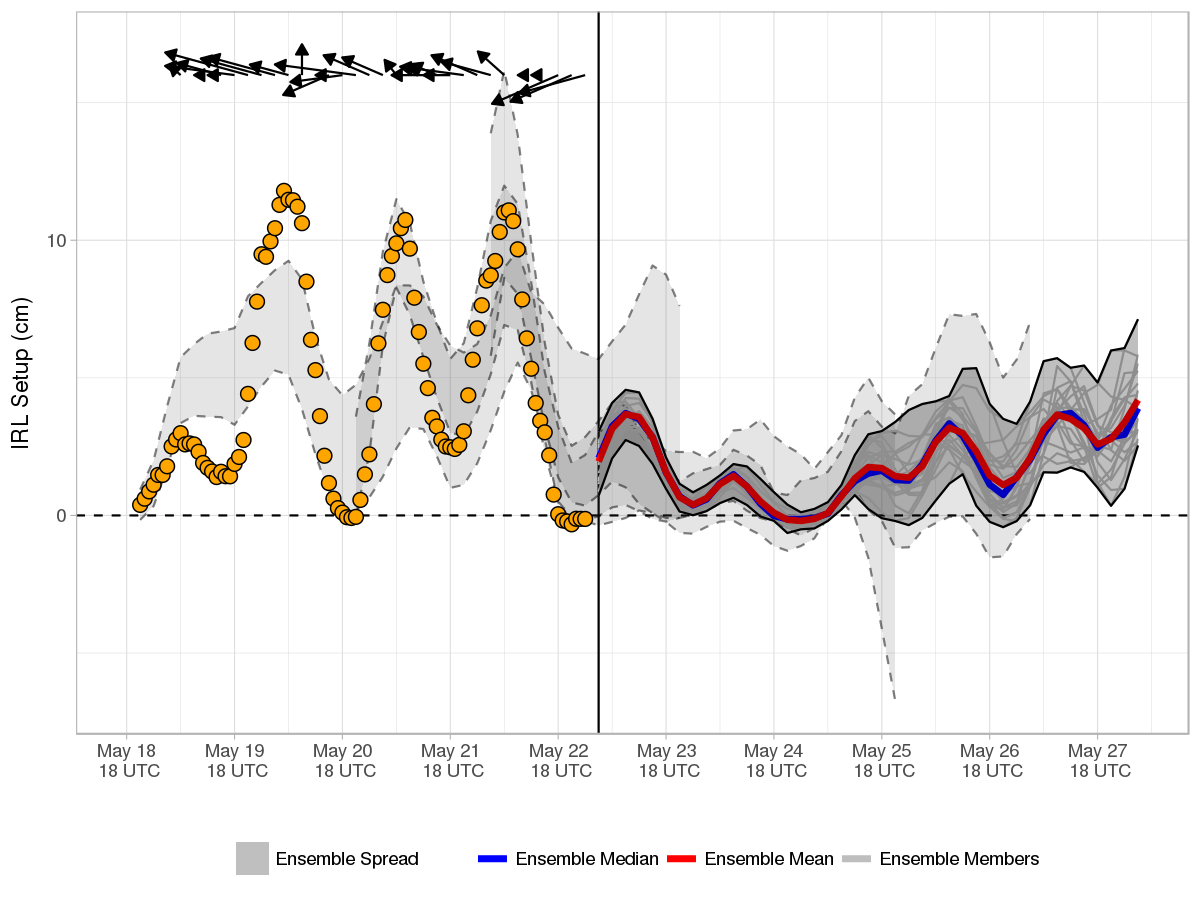 IRL Setup (cm)
10
0
May 18 May 19 May 20 May 21 May 22 May 23 May 24 May 25 May 26 May 27
18 UTC 18 UTC 18 UTC 18 UTC 18 UTC 18 UTC 18 UTC 18 UTC 18 UTC 18 UTC
Ensemble Spread Ensemble Median Ensemble Mean Ensemble Members